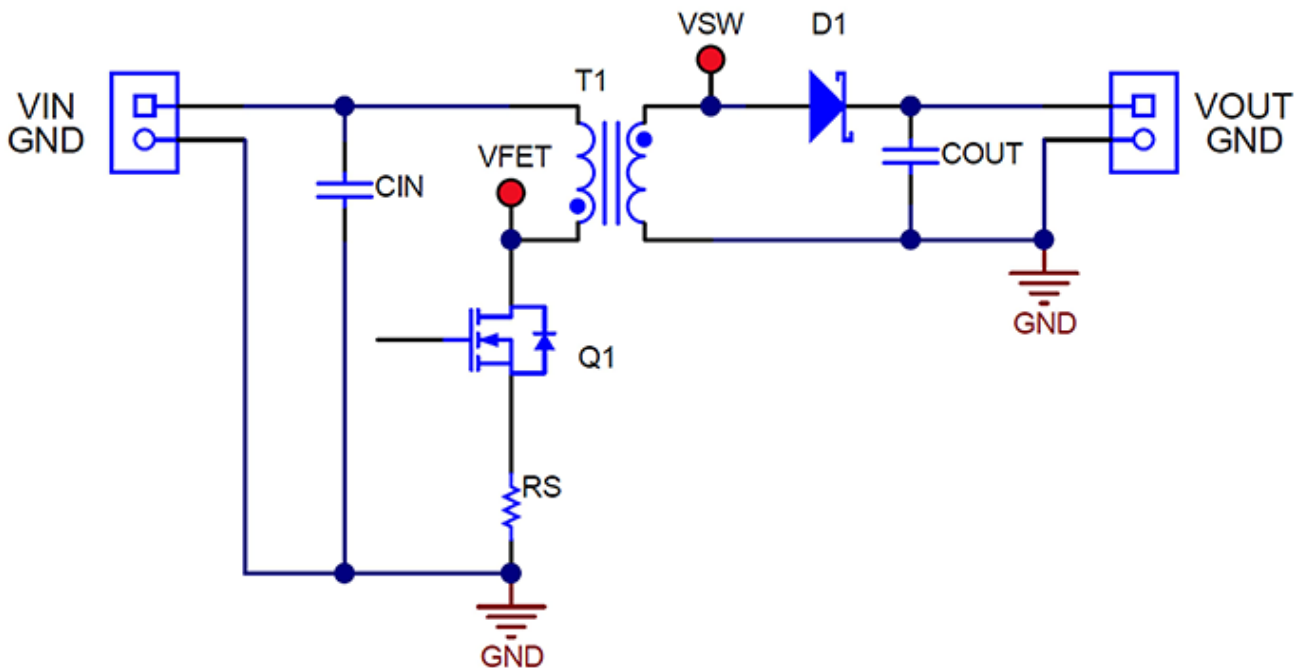 VSW
D1
T1
VIN
GND
VOUT
GND
VFET
COUT
CIN
GND
Q1
RS
GND